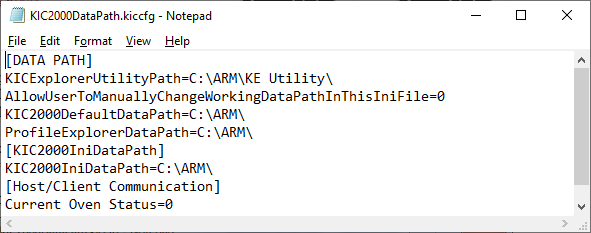 KIC2000DataPath.kiccfg - Notepad
File Edit Format View Help
[DATA PATH]
KICExplorerUtilityPath=C:\ARM\KE Utility\
AllowUserToManuallyChangeWorkingDataPathInThisIniFile=0
KIC2000DefaultDataPath=C:\ARM\
ProfileExplorerDataPath=C:\ARM\
[KIC2000IniDataPath]
KIC2000IniDataPath=C:\ARM\
[Host/Client Communication]
Current Oven Status=0